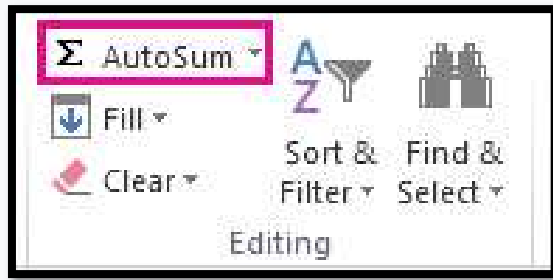 Σ AutoSum
Fill
Clear
A
Z
Sort &
Filter
Find &
Select
Editing